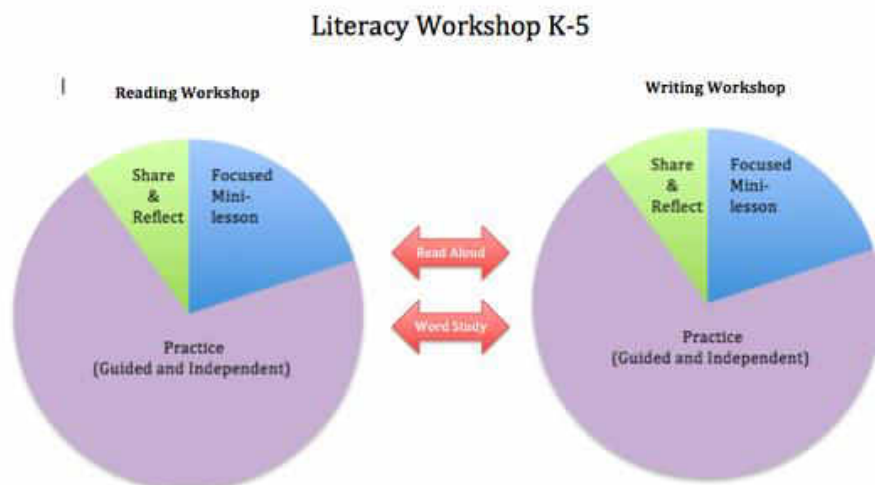 Literacy Workshop K-5
Reading Workshop
Writing Workshop
Share
& Reflect
Focused
Mini-
lesson
Practice
(Guided and Independent)
Read Aloud
Word Study
Share
&
Reflect
Focused
Mini-
lesson
Practice
(Guided and Independent)